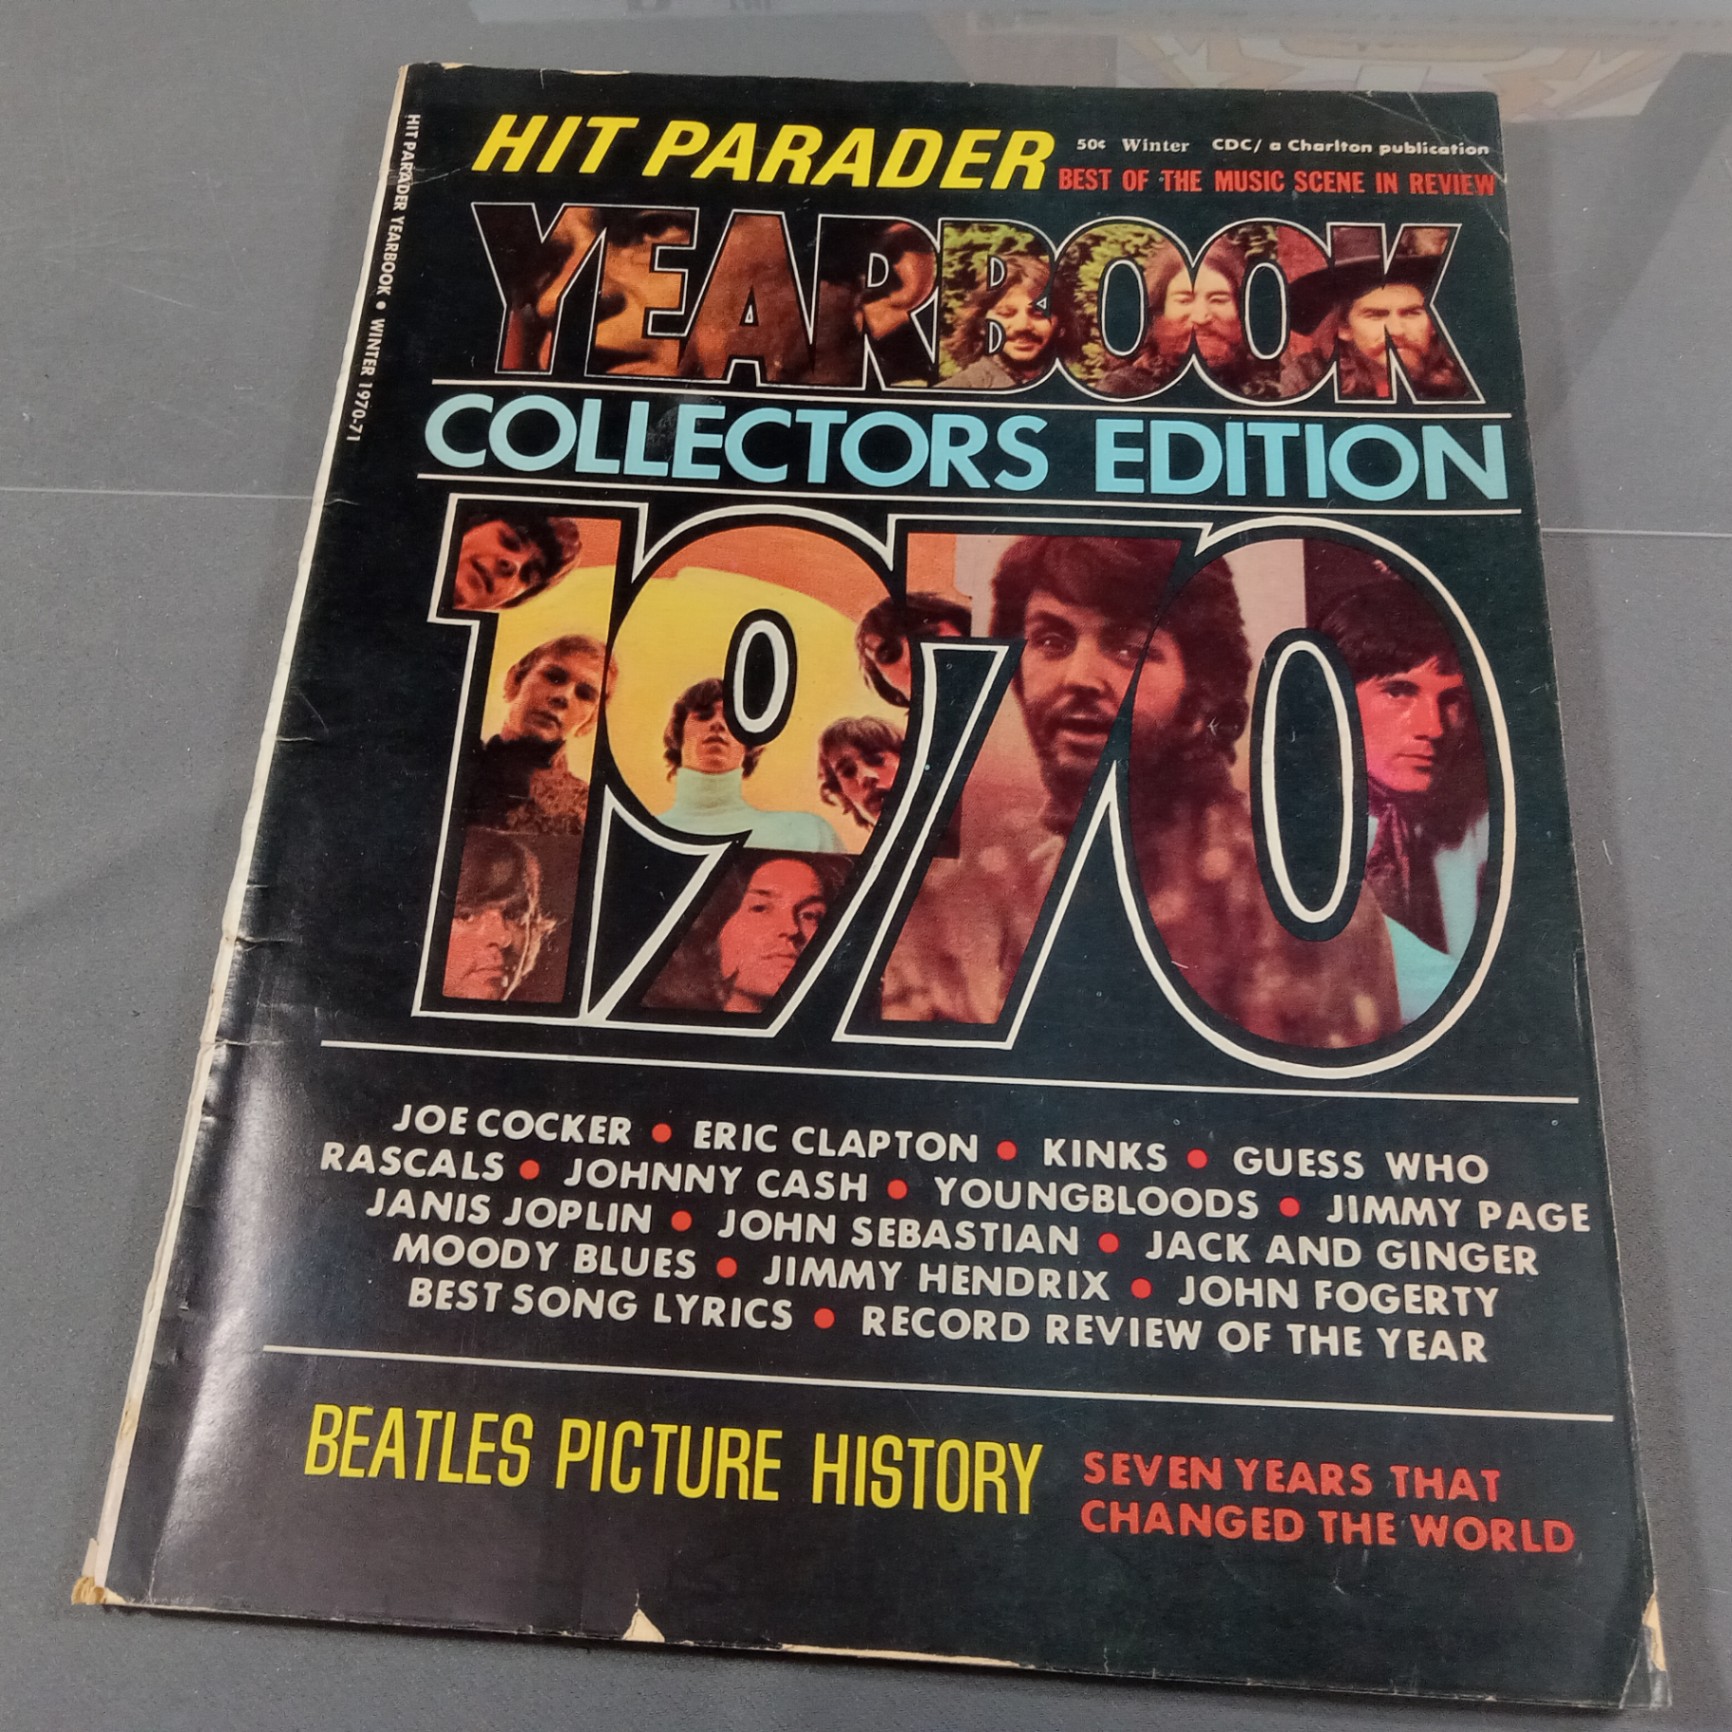 HIT PARADER
50¢ Winter CDC/ a Charlton publication
BEST OF THE MUSIC SCENE IN REVIEW
YEARBOOK
COLLECTORS EDITION
1970
JOE COCKER • ERIC CLAPTON • KINKS • GUESS WHO
RASCALS • JOHNNY CASH • YOUNGBLOODS • JIMMY PAGE
JANIS JOPLIN • JOHN SEBASTIAN • JACK AND GINGER
MOODY BLUES • JIMMY HENDRIX • JOHN FOGERTY
BEST SONG LYRICS • RECORD REVIEW OF THE YEAR
BEATLES PICTURE HISTORY
SEVEN YEARS THAT
CHANGED THE WORLD
HIT PARADER YEARBOOK • WINTER 1970-71